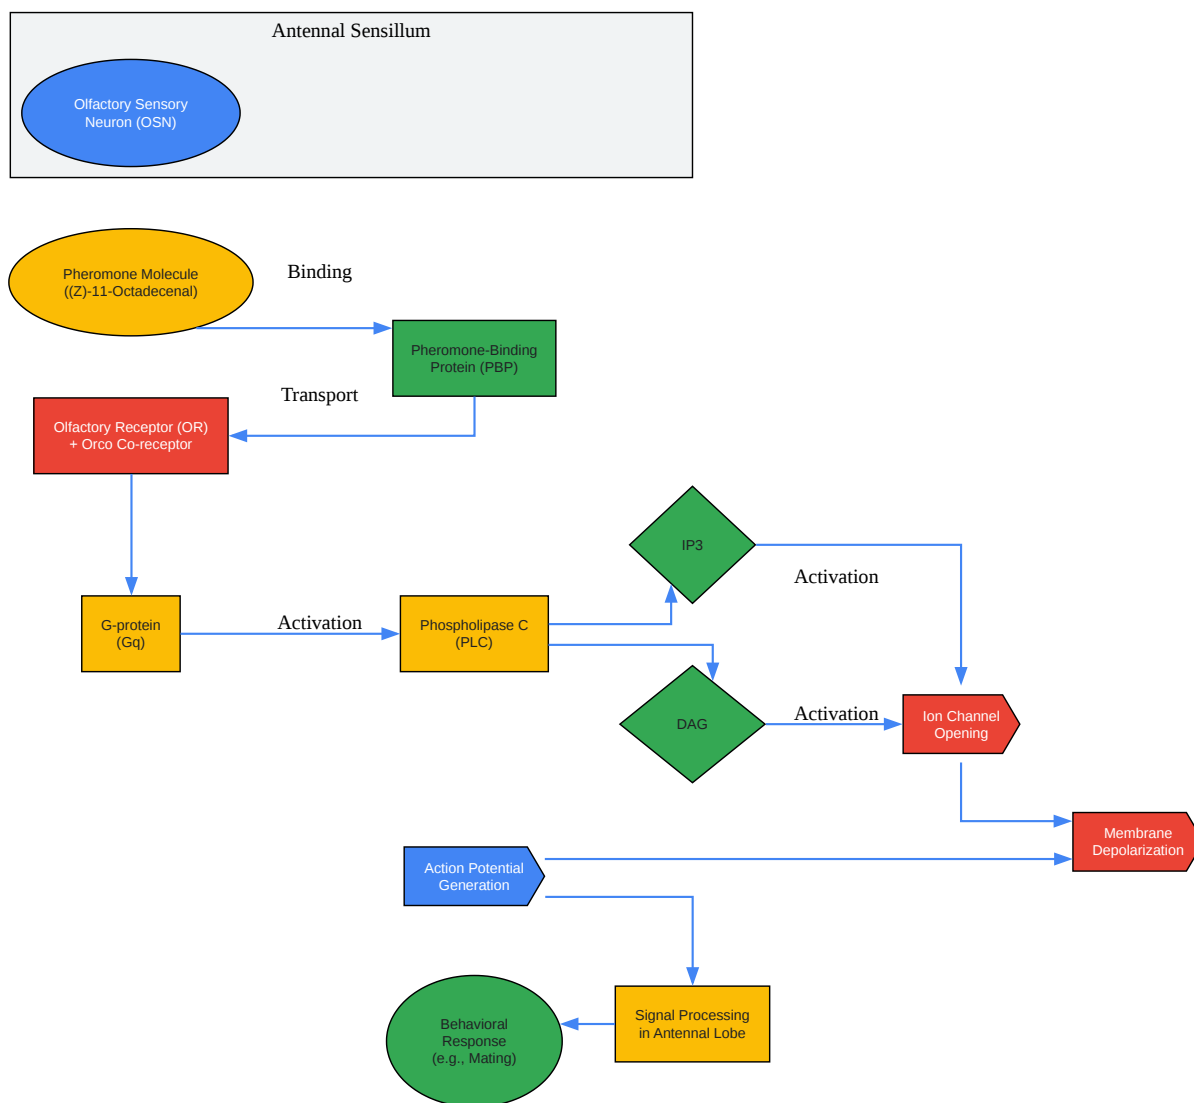 Antennal Sensillum
Olfactory Sensory
Neuron (OSN)
Pheromone Molecule
((Z)-11-Octadecenal)
Binding
Pheromone-Binding
Protein (PBP)
Transport
Olfactory Receptor (OR)
+ Orco Co-receptor
IP3
Activation
G-protein
(Gq)
Activation
Phospholipase C
(PLC)
DAG
Activation
Ion Channel
Opening
Membrane
Depolarization
Action Potential
Generation
Signal Processing
in Antennal Lobe
Behavioral
Response
(e.g., Mating)